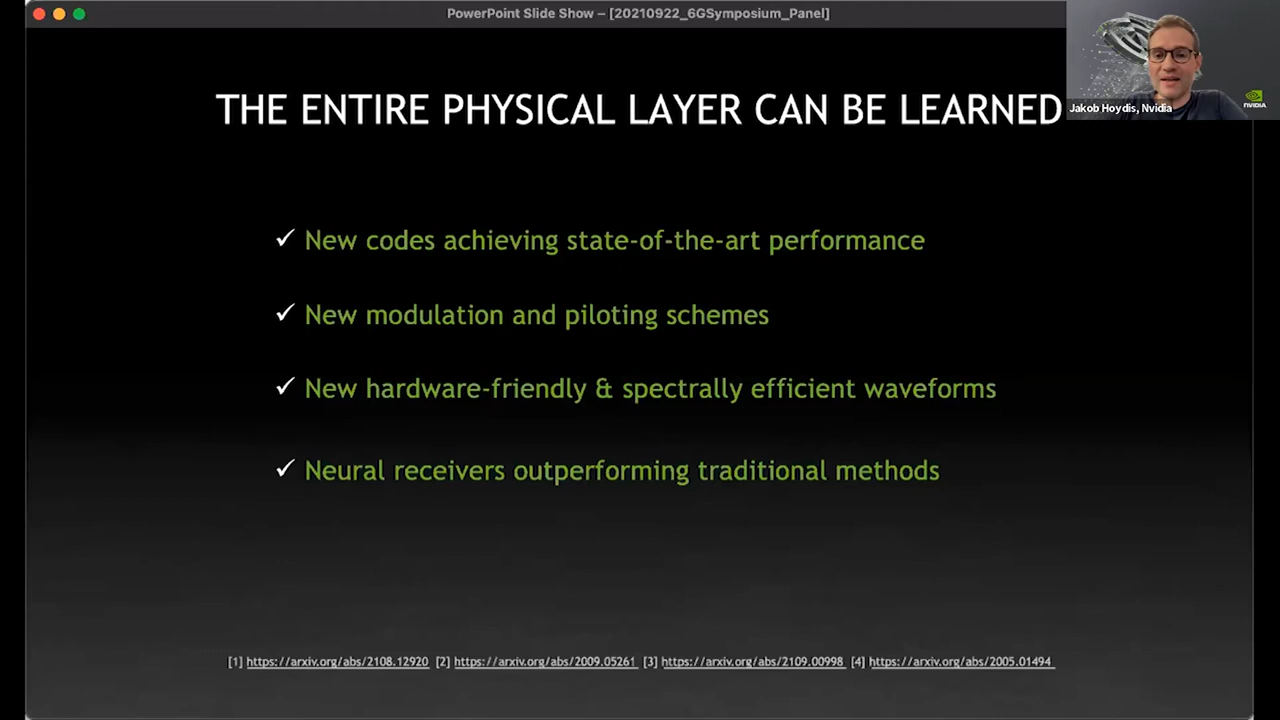 PowerPoint Slide Show – [20210922_6GSymposium_Panel]
Jakob Hoydis, Nvidia
NVIDIA
THE ENTIRE PHYSICAL LAYER CAN BE LEARNED
✓ New codes achieving state-of-the-art performance
✓ New modulation and piloting schemes
✓ New hardware-friendly & spectrally efficient waveforms
✓ Neural receivers outperforming traditional methods
[1] https://arxiv.org/abs/2108.12920 [2] https://arxiv.org/abs/2009.05261 [3] https://arxiv.org/abs/2109.00998 [4] https://arxiv.org/abs/2005.01494